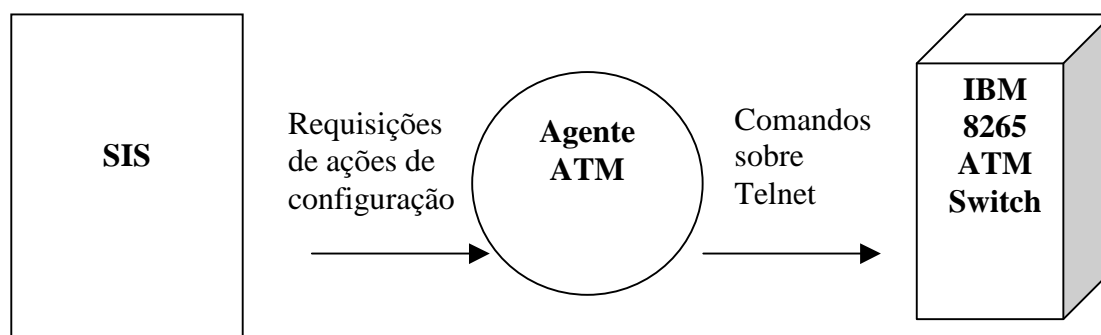 SIS
Requisições
de ações de
configuração
Agente
ATM
Comandos
sobre
Telnet
IBM
8265
ATM
Switch